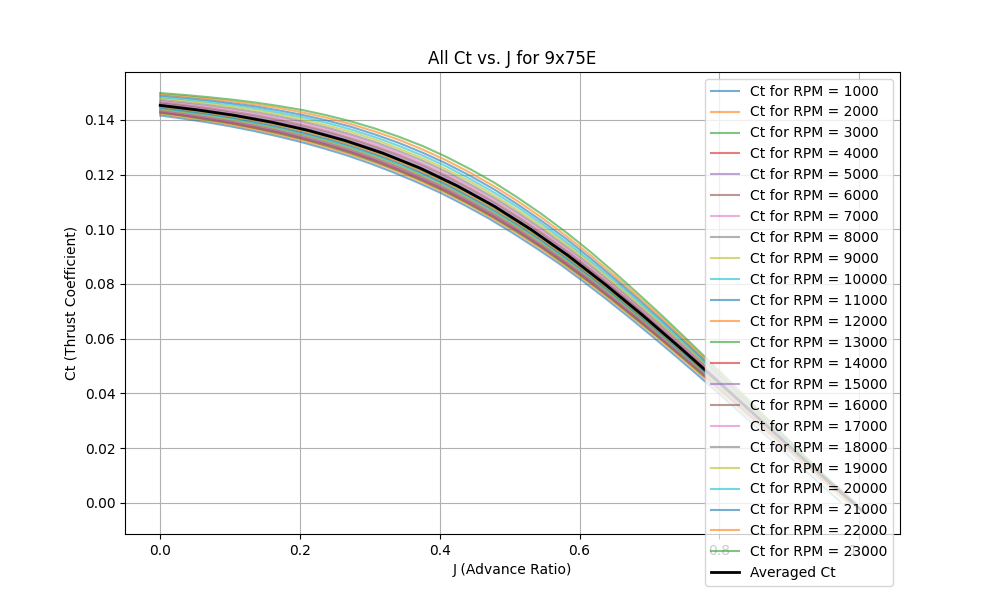 All Ct vs. J for 9x75E
Ct (Thrust Coefficient)
0.14
0.12
0.10
0.08
0.06
0.04
0.02
0.00
0.0
0.2
0.4
0.6
0.8
J (Advance Ratio)
Ct for RPM = 1000
Ct for RPM = 2000
Ct for RPM = 3000
Ct for RPM = 4000
Ct for RPM = 5000
Ct for RPM = 6000
Ct for RPM = 7000
Ct for RPM = 8000
Ct for RPM = 9000
Ct for RPM = 10000
Ct for RPM = 11000
Ct for RPM = 12000
Ct for RPM = 13000
Ct for RPM = 14000
Ct for RPM = 15000
Ct for RPM = 16000
Ct for RPM = 17000
Ct for RPM = 18000
Ct for RPM = 19000
Ct for RPM = 20000
Ct for RPM = 21000
Ct for RPM = 22000
Ct for RPM = 23000
Averaged Ct